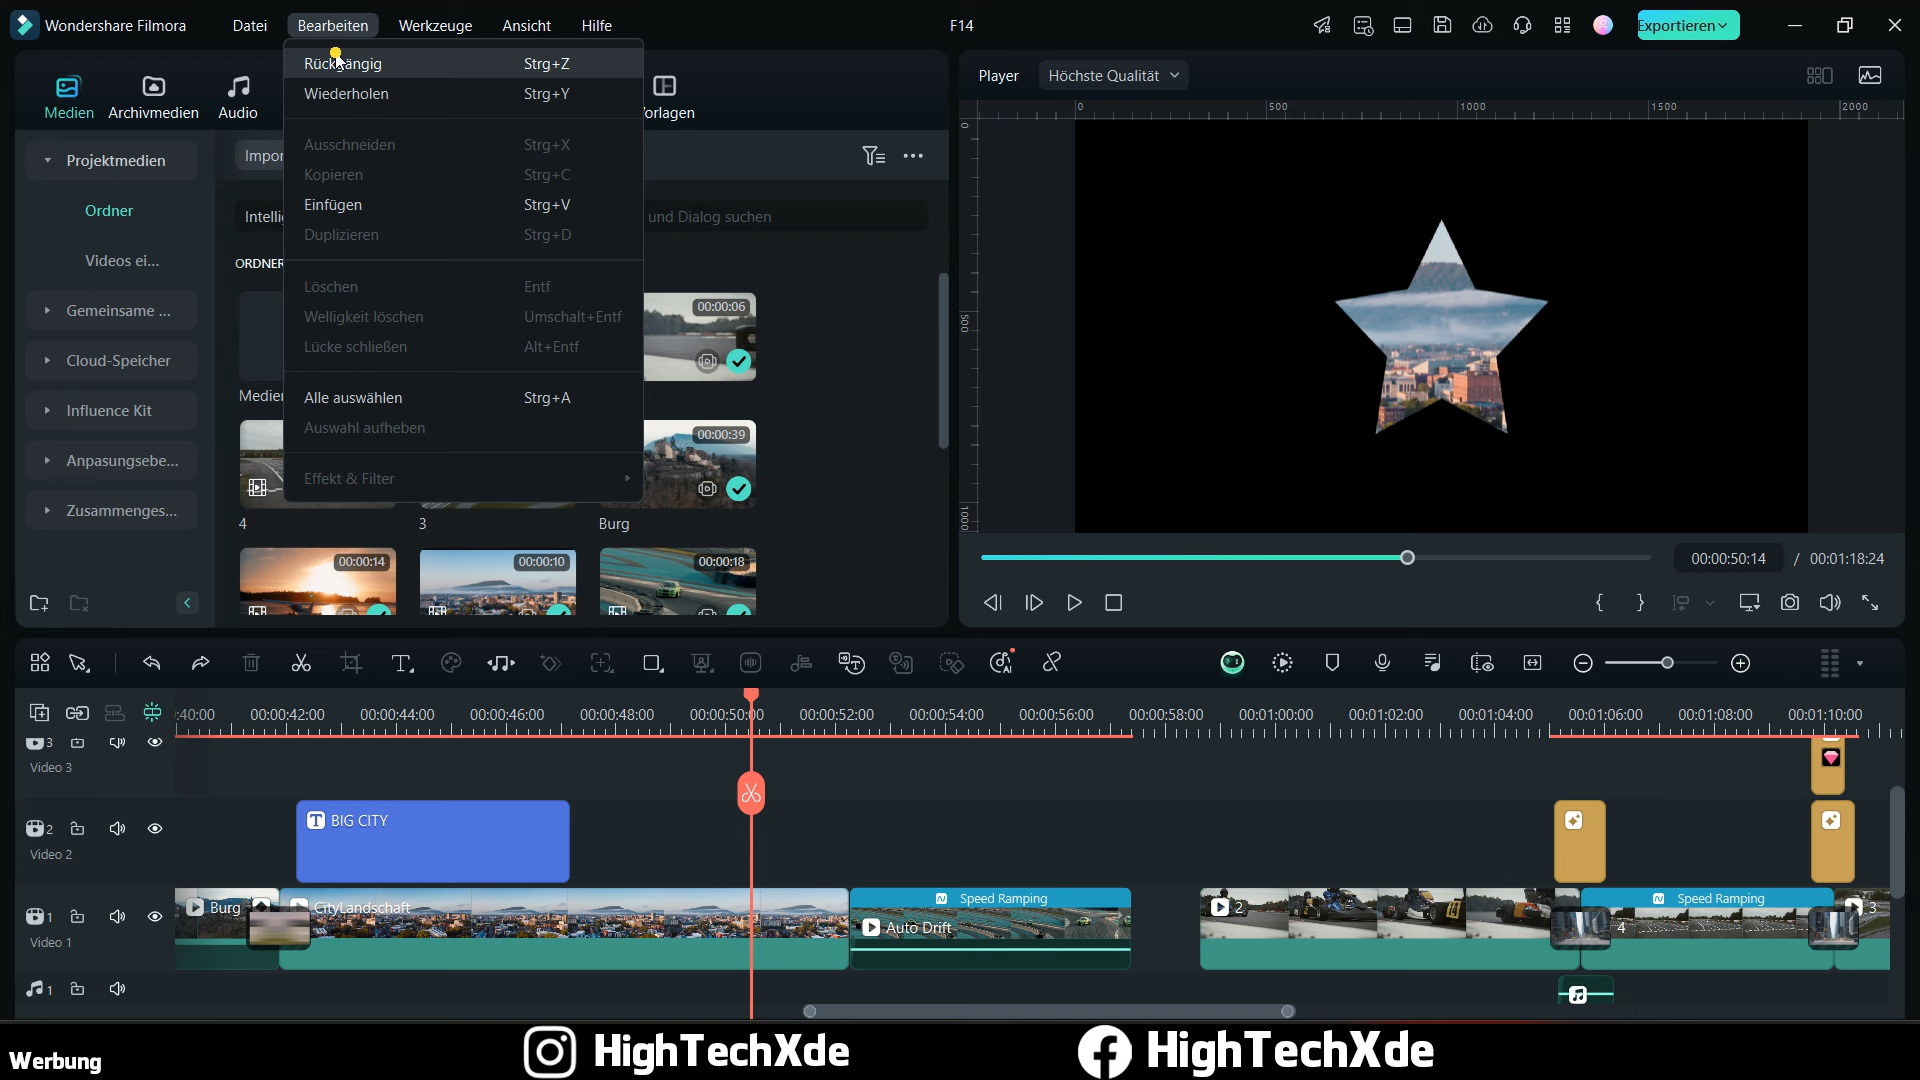 Wondershare Filmora
Datei
Bearbeiten
Werkzeuge
Ansicht
Hilfe
F14
Exportieren
Rückgängig Strg+Z
Wiederholen Strg+Y
Ausschneiden Strg+X
Kopieren Strg+C
Einfügen Strg+V
Duplizieren Strg+D
Löschen Entf
Welligkeit löschen Umschalt+Entf
Lücke schließen Alt+Entf
Alle auswählen Strg+A
Auswahl aufheben
Effekt & Filter
Medien
Archivmedien
Audio
Projektmedien
Ordner
Videos ei...
Gemeinsame ...
Cloud-Speicher
Influence Kit
Anpasungsebe...
Zusammenges...
und Dialog suchen
00:00:06
00:00:39
4
3
Burg
00:00:14
00:00:10
00:00:18
Player
Höchste Qualität
0 500 1000 1500 2000
0
500
1000
00:00:50:14 / 00:01:18:24
:40:00 00:00:42:00 00:00:44:00 00:00:46:00 00:00:48:00 00:00:50:00 00:00:52:00 00:00:54:00 00:00:56:00 00:00:58:00 00:01:00:00 00:01:02:00 00:01:04:00 00:01:06:00 00:01:08:00 00:01:10:00
3
Video 3
2
Video 2
BIG CITY
1
Video 1
Burg
CityLandschaft
Speed Ramping
Auto Drift
2
Speed Ramping
4
3
1
Werbung
HighTechXde
HighTechXde